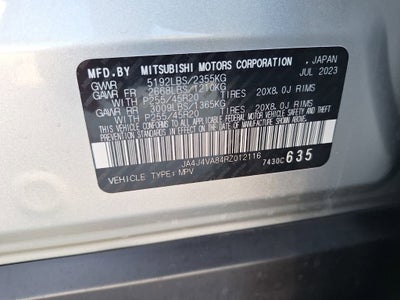 MFD.BY MITSUBISHI MOTORS CORPORATION , JAPAN
GVWR 5192LBS/2355KG JUL 2023
GAWR FR 2668LBS/1210KG
WITH P255/45R20 TIRES 20X8.0J RIMS
GAWR RR 3009LBS/1365KG
WITH P255/45R20 TIRES 20X8.0J RIMS
THIS VEHICLE CONFORMS TO ALL APPLICABLE FEDERAL MOTOR VEHICLE SAFETY, BUMPER, AND THEFT
PREVENTION STANDARDS IN EFFECT ON THE DATE OF MANUFACTURE SHOWN ABOVE.
JA4J4VA84RZ012116 7430C 635
VEHICLE TYPE: MPV